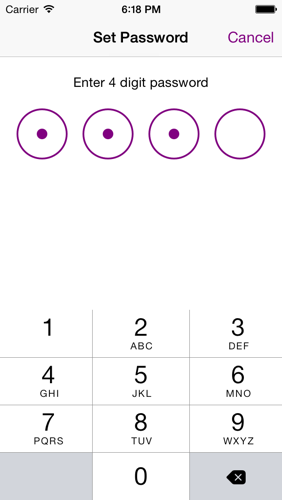 Carrier 6:18 PM
Set Password Cancel
Enter 4 digit password
1 2 3
ABC DEF
4 5 6
GHI JKL MNO
7 8 9
PQRS TUV WXYZ
0